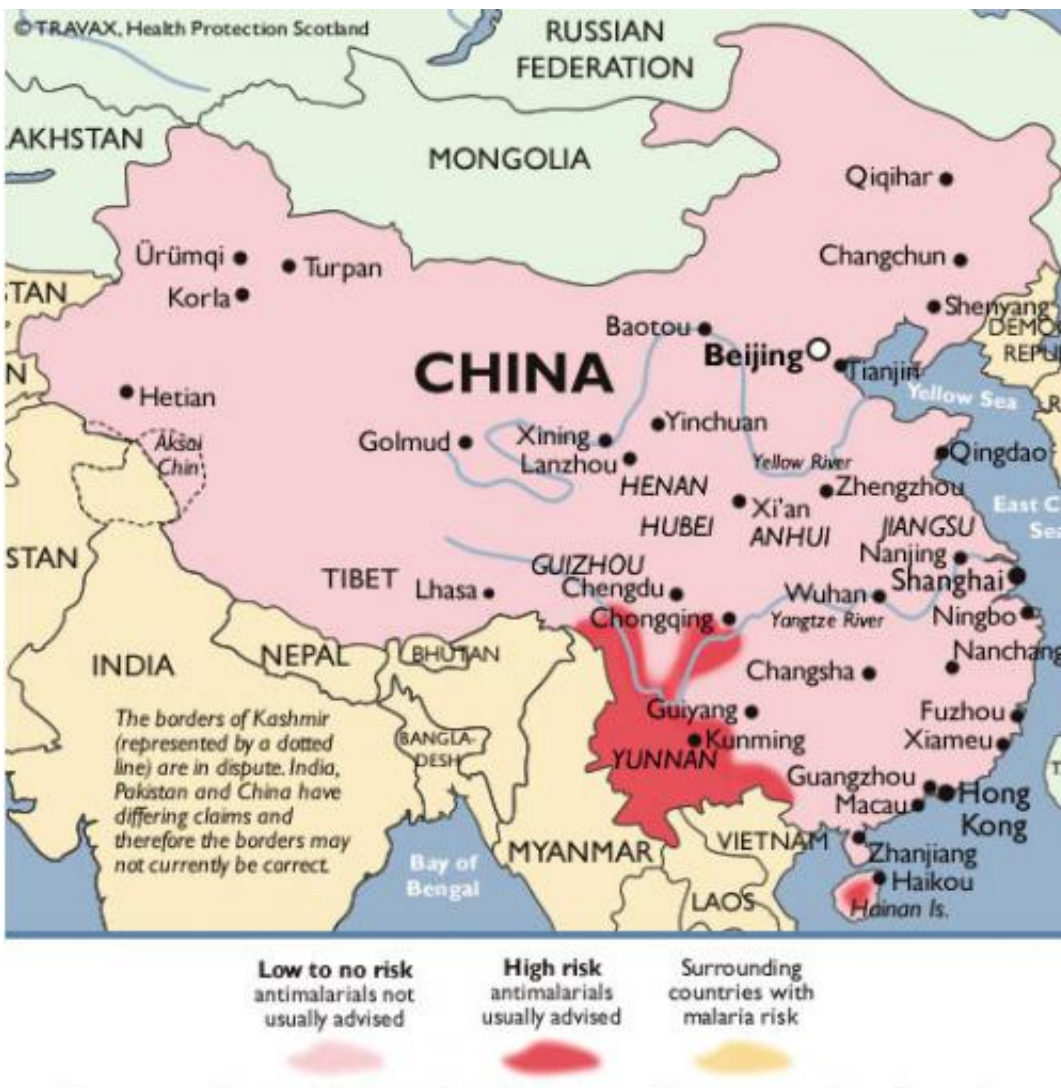 © TRAVAX, Health Protection Scotland
RUSSIAN
FEDERATION
AKHSTAN
MONGOLIA
Qiqihar
Ürümqi
Turpan
Changchun
TAN
Korla
Shenyang
DEMO
REPU
Baotou
Beijing
Tianjin
CHINA
N
Hetian
Yellow Sea
R
Aksai
Chin
Golmud
Xining
Yinchuan
Lanzhou
Yellow River
Qingdao
HENAN
Zhengzhou
Xi'an
East C
Sea
HUBEI
ANHUI
JIANGSU
STAN
GUIZHOU
Nanjing
TIBET
Lhasa
Chengdu
Wuhan
Shanghai
Chongqing
Yangtze River
Ningbo
INDIA
NEPAL
BHUTAN
Changsha
Nanchang
The borders of Kashmir
(represented by a dotted
line) are in dispute. India,
Pakistan and China have
differing claims and
therefore the borders may
not currently be correct.
BANGLA-
DESH
Guiyang
Fuzhou
Kunming
Xiameu
YUNNAN
T
Guangzhou
Macau
Hong
Kong
Bay of
Bengal
MYANMAR
VIETNAM
Zhanjiang
LAOS
Haikou
Hainan Is.
Low to no risk
antimalarials not
usually advised
High risk
antimalarials
usually advised
Surrounding
countries with
malaria risk